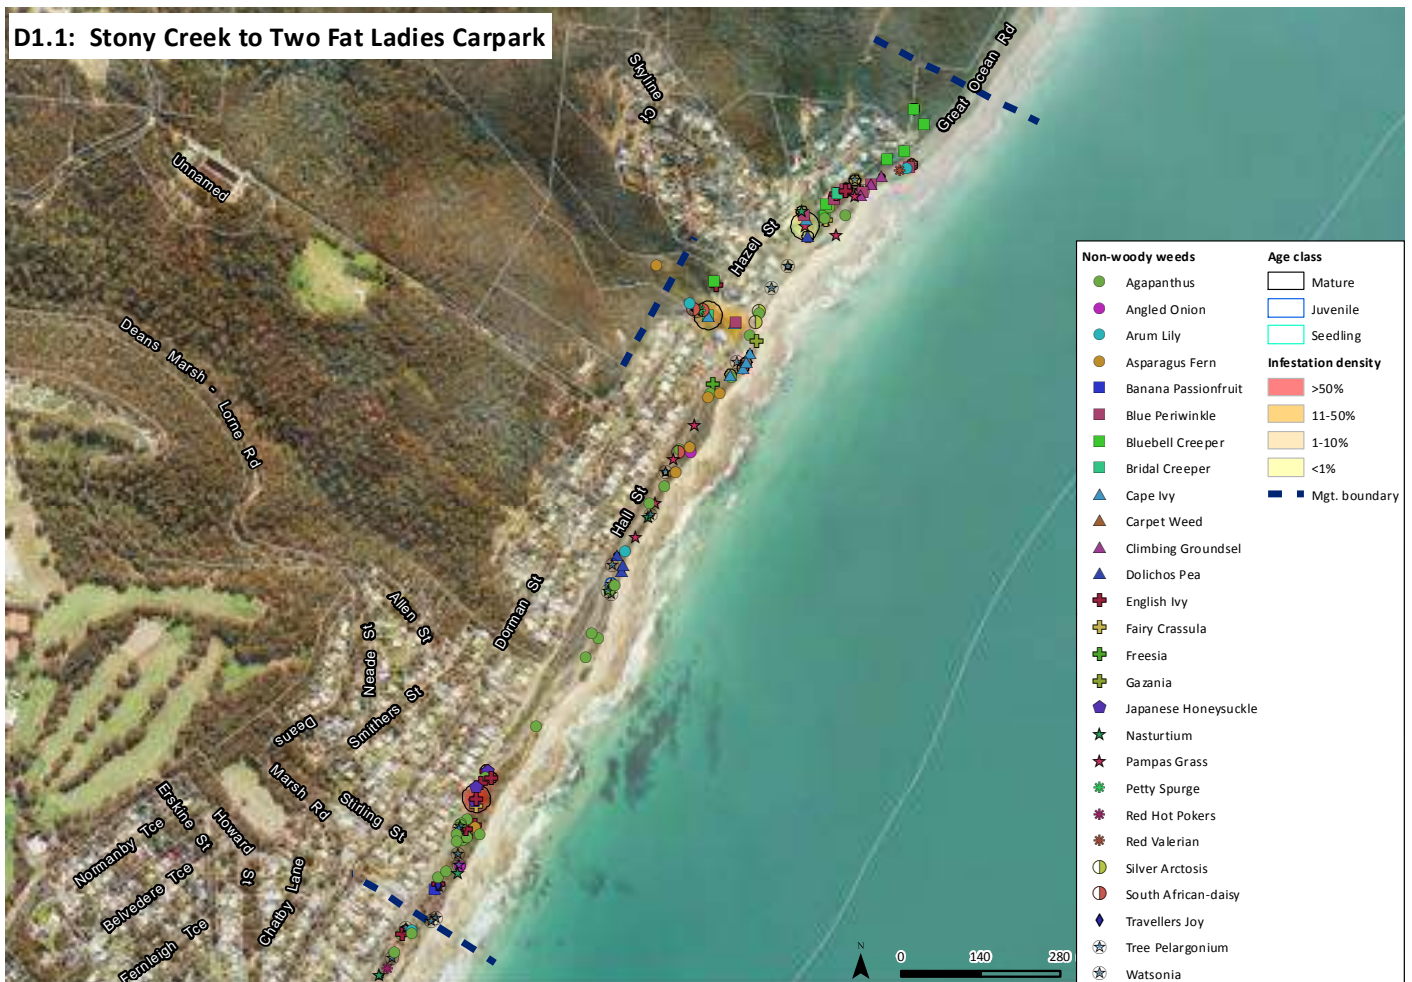 D1.1: Stony Creek to Two Fat Ladies Carpark
Skyline Ct
Great Ocean Rd
Unnamed
Hazel St
Deans Marsh - Lorne Rd
Hall St
Dorman St
Allen St
Neade St
Smithers St
Deans
Marsh Rd
Stirling St
Erskine St
Howard St
Normanby Tce
Belvedere Tce
Chatby Lane
Fernleigh Tce
Non-woody weeds
Agapanthus
Angled Onion
Arum Lily
Asparagus Fern
Banana Passionfruit
Blue Periwinkle
Bluebell Creeper
Bridal Creeper
Cape Ivy
Carpet Weed
Climbing Groundsel
Dolichos Pea
English Ivy
Fairy Crassula
Freesia
Gazania
Japanese Honeysuckle
Nasturtium
Pampas Grass
Petty Spurge
Red Hot Pokers
Red Valerian
Silver Arctosis
South African-daisy
Travellers Joy
Tree Pelargonium
Watsonia
Age class
Mature
Juvenile
Seedling
Infestation density
>50%
11-50%
1-10%
<1%
Mgt. boundary
N
0 140 280